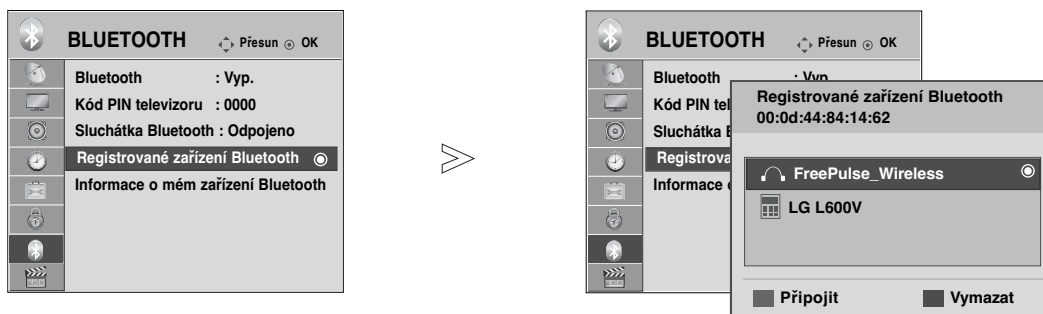 BLUETOOTH Přesun OK
Bluetooth : Vyp.
Kód PIN televizoru : 0000
Sluchátka Bluetooth : Odpojeno
Registrované zařízení Bluetooth
Informace o mém zařízení Bluetooth
BLUETOOTH Přesun OK
Bluetooth : Vyp.
Kód PIN tel
Sluchátka B
Registrova
Informace o
Registrované zařízení Bluetooth
00:0d:44:84:14:62
FreePulse_Wireless
LG L600V
Připojit Vymazat